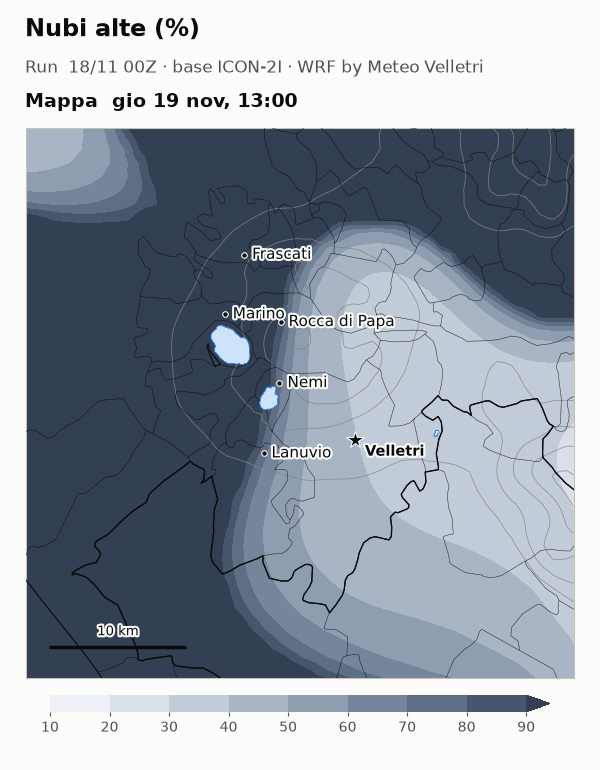 Nubi alte (%)
Run  18/11 00Z · base ICON-2I · WRF by Meteo Velletri
Mappa  gio 19 nov, 13:00
Frascati
Marino
Rocca di Papa
Nemi
Velletri
Lanuvio
10 km
10 20 30 40 50 60 70 80 90